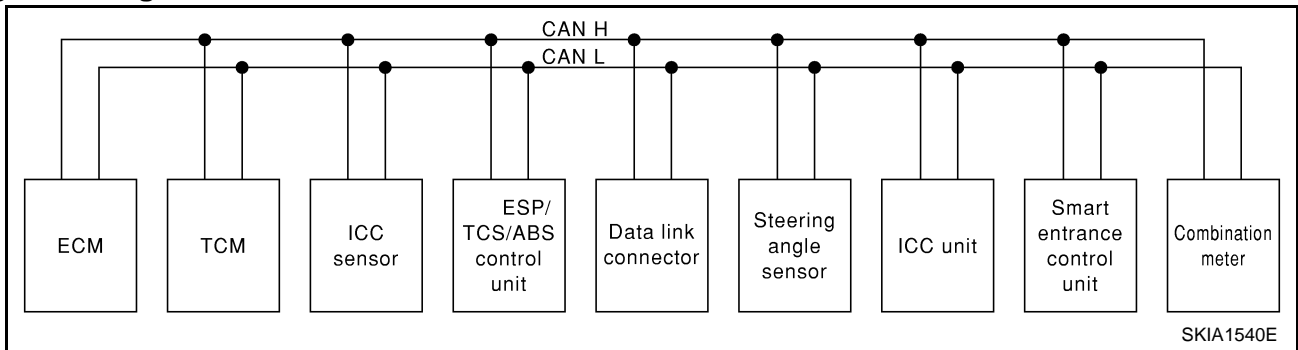 CAN H
CAN L
ECM
TCM
ICC
sensor
ESP/
TCS/ABS
control
unit
Data link
connector
Steering
angle
sensor
ICC unit
Smart
entrance
control
unit
Combination
meter
SKIA1540E